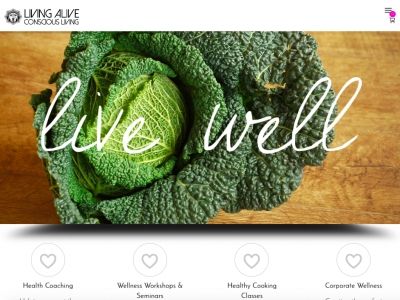 LIVING ALIVE
CONSCIOUS LIVING
live well
Health Coaching
Wellness Workshops &
Seminars
Healthy Cooking
Classes
Corporate Wellness